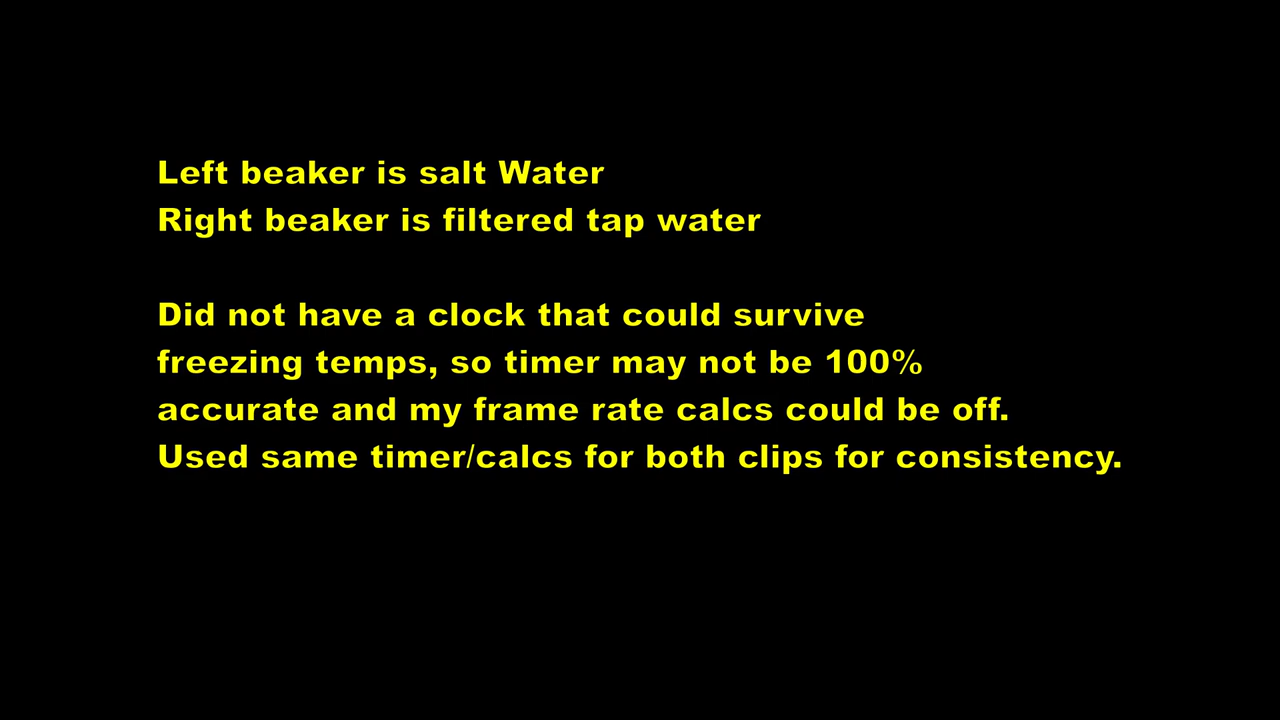 Left beaker is salt Water
Right beaker is filtered tap water
Did not have a clock that could survive
freezing temps, so timer may not be 100%
accurate and my frame rate calcs could be off.
Used same timer/calcs for both clips for consistency.